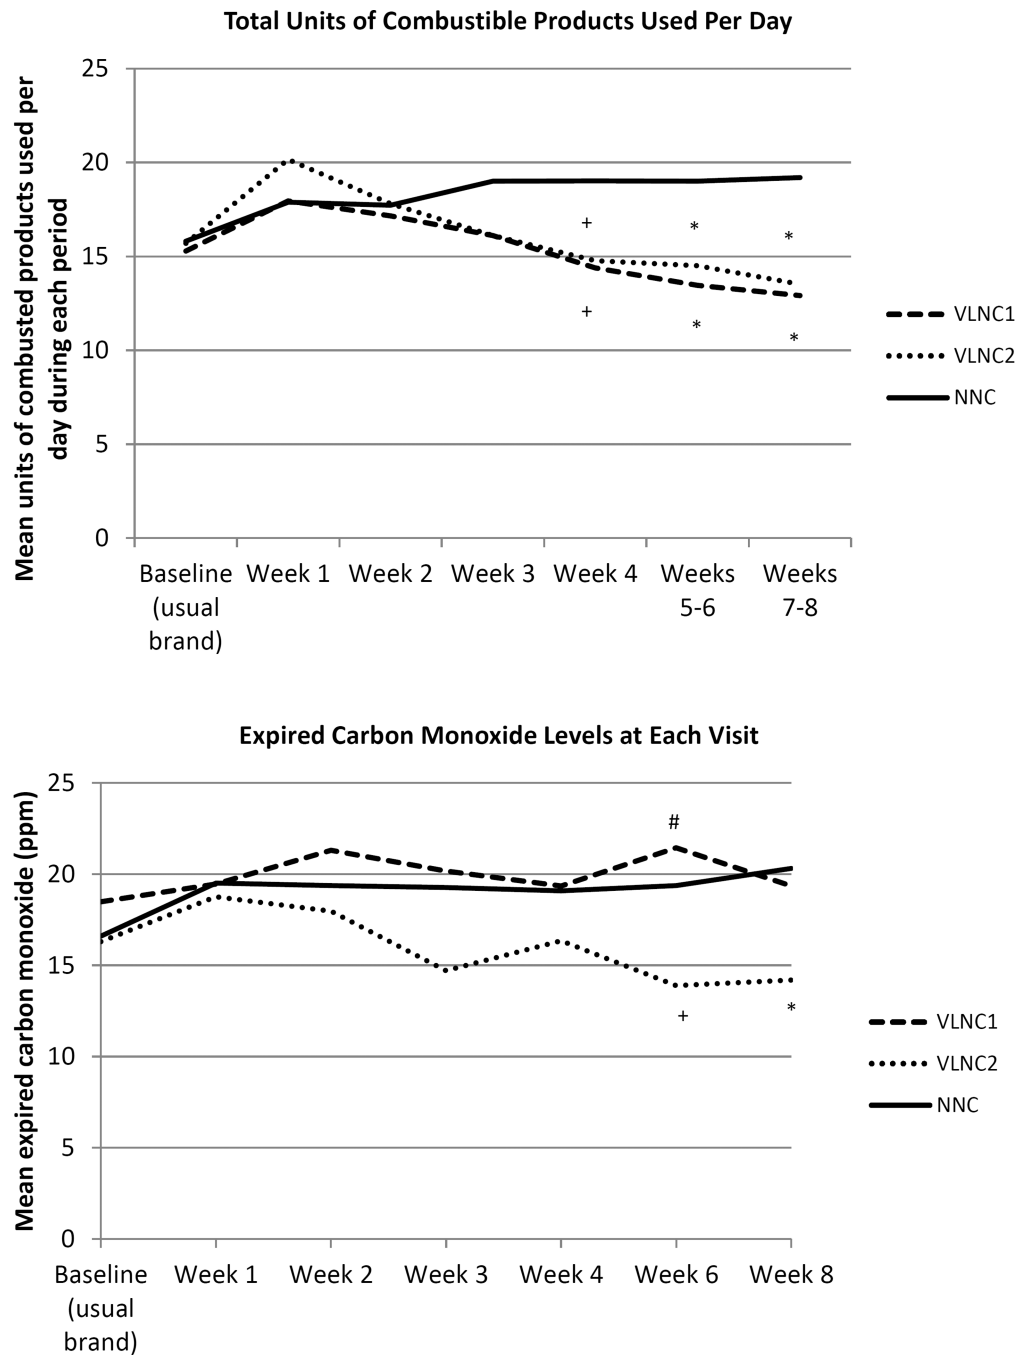 Total Units of Combustible Products Used Per Day
Mean units of combusted products used per
day during each period
25
20
15
10
5
0
+
*
*
+
*
*
VLNC1
VLNC2
NNC
Baseline
(usual
brand)
Week 1
Week 2
Week 3
Week 4
Weeks
5-6
Weeks
7-8
Expired Carbon Monoxide Levels at Each Visit
Mean expired carbon monoxide (ppm)
25
20
15
10
5
0
#
+
*
VLNC1
VLNC2
NNC
Baseline
(usual
brand)
Week 1
Week 2
Week 3
Week 4
Week 6
Week 8